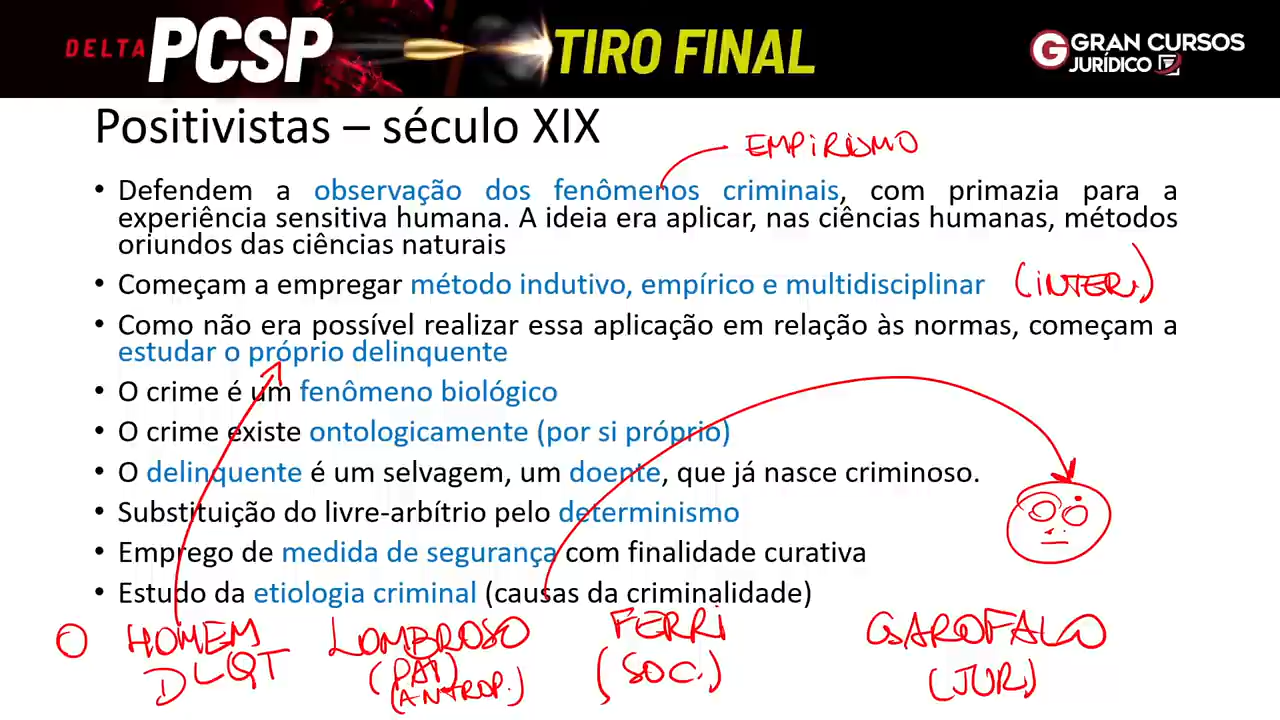 DELTA PCSP TIRO FINAL GRAN CURSOS JURÍDICO
Positivistas – século XIX
EMPIRISMO
• Defendem a observação dos fenômenos criminais, com primazia para a
experiência sensitiva humana. A ideia era aplicar, nas ciências humanas, métodos
oriundos das ciências naturais
• Começam a empregar método indutivo, empírico e multidisciplinar (INTER.)
• Como não era possível realizar essa aplicação em relação às normas, começam a
estudar o próprio delinquente
• O crime é um fenômeno biológico
• O crime existe ontologicamente (por si próprio)
• O delinquente é um selvagem, um doente, que já nasce criminoso.
• Substituição do livre-arbítrio pelo determinismo
• Emprego de medida de segurança com finalidade curativa
• Estudo da etiologia criminal (causas da criminalidade)
O HOMEM LOMBROSO FERRI GAROFALO
DLQT (PAI) (SOC.) (JUR)
(ANTROP.)